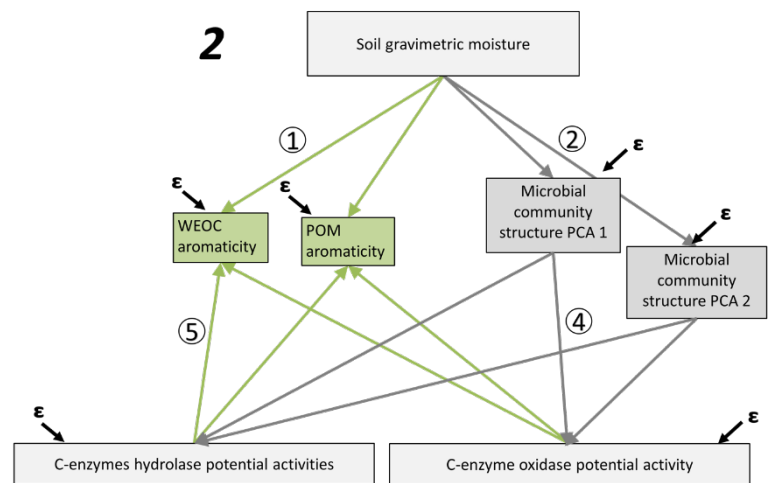 2
Soil gravimetric moisture
①
②
ε
ε
ε
ε
WEOC
aromaticity
POM
aromaticity
Microbial
community
structure PCA 1
Microbial
community
structure PCA 2
⑤
④
ε
ε
C-enzymes hydrolase potential activities
C-enzyme oxidase potential activity